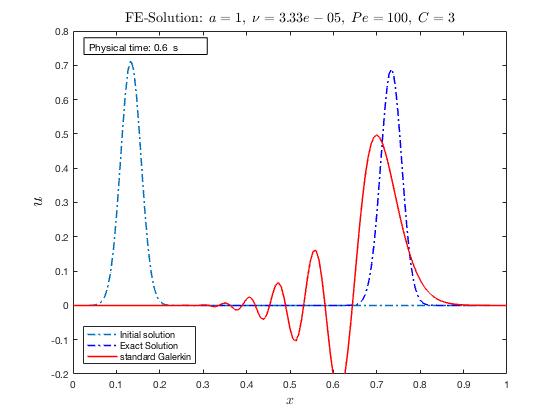 FE-Solution: a = 1, ν = 3.33e − 05, Pe = 100, C = 3
Physical time: 0.6 s
0.8
0.7
0.6
0.5
0.4
0.3
0.2
0.1
0
-0.1
-0.2
u
Initial solution
Exact Solution
standard Galerkin
0 0.1 0.2 0.3 0.4 0.5 0.6 0.7 0.8 0.9 1
x